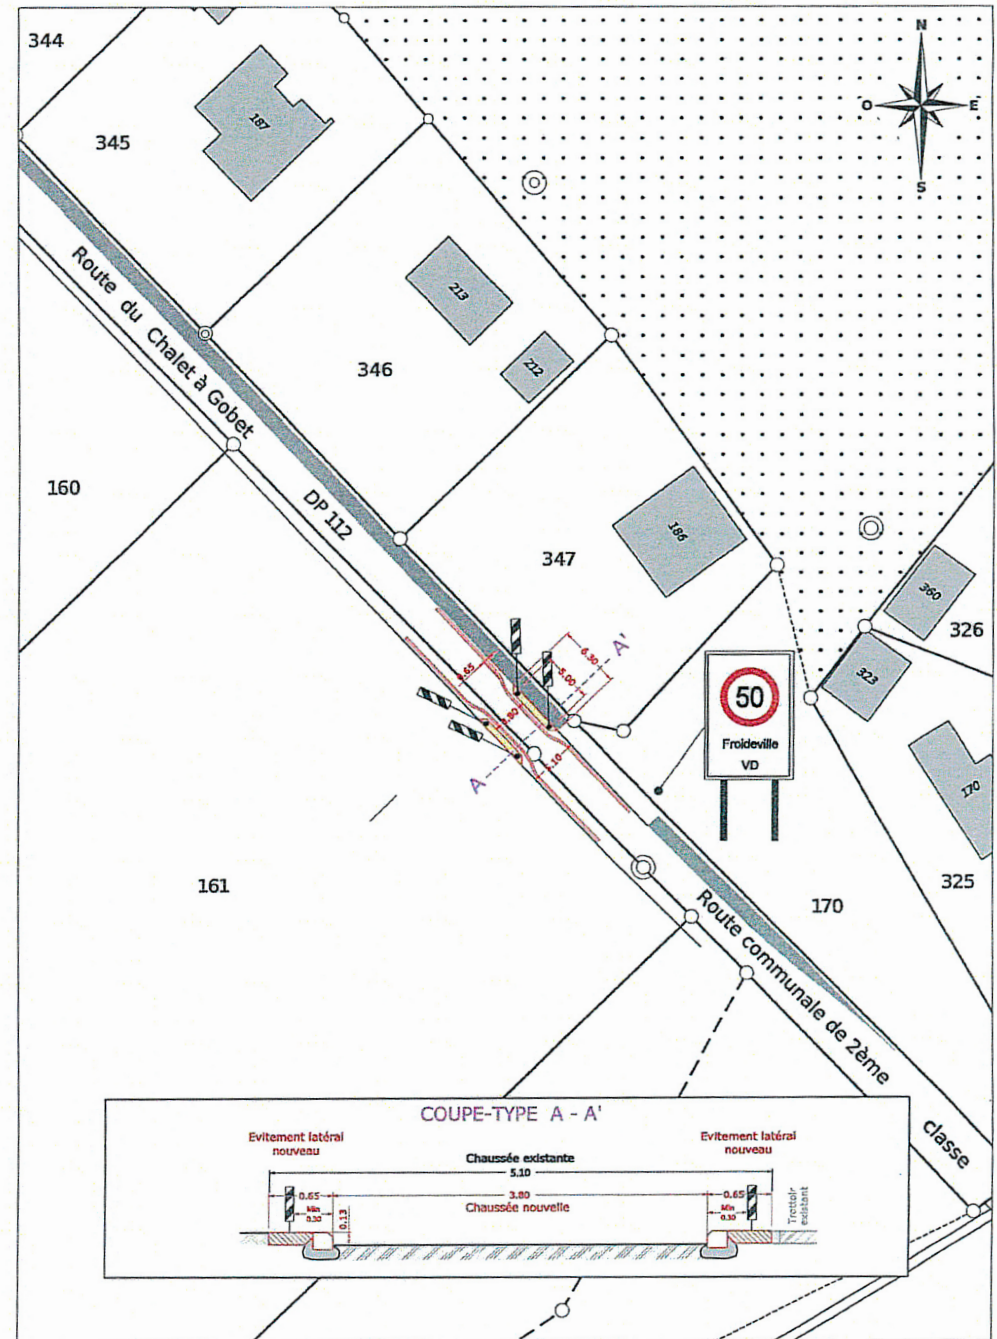 344
N
O
E
S
187
345
213
Route du Chalet à Gobet
346
212
160
DP 112
186
347
360
326
A'
6.30
5.00
323
0.65
50
Froideville
VD
3.80
5.10
A
170
161
325
170
Route communale de 2ème classe
COUPE-TYPE A - A'
Evitement latéral
nouveau
Evitement latéral
nouveau
Chaussée existante
5.10
0.65
3.80
0.65
Chaussée nouvelle
Min
0.30
0.13
Min
0.30
Trottoir
existant